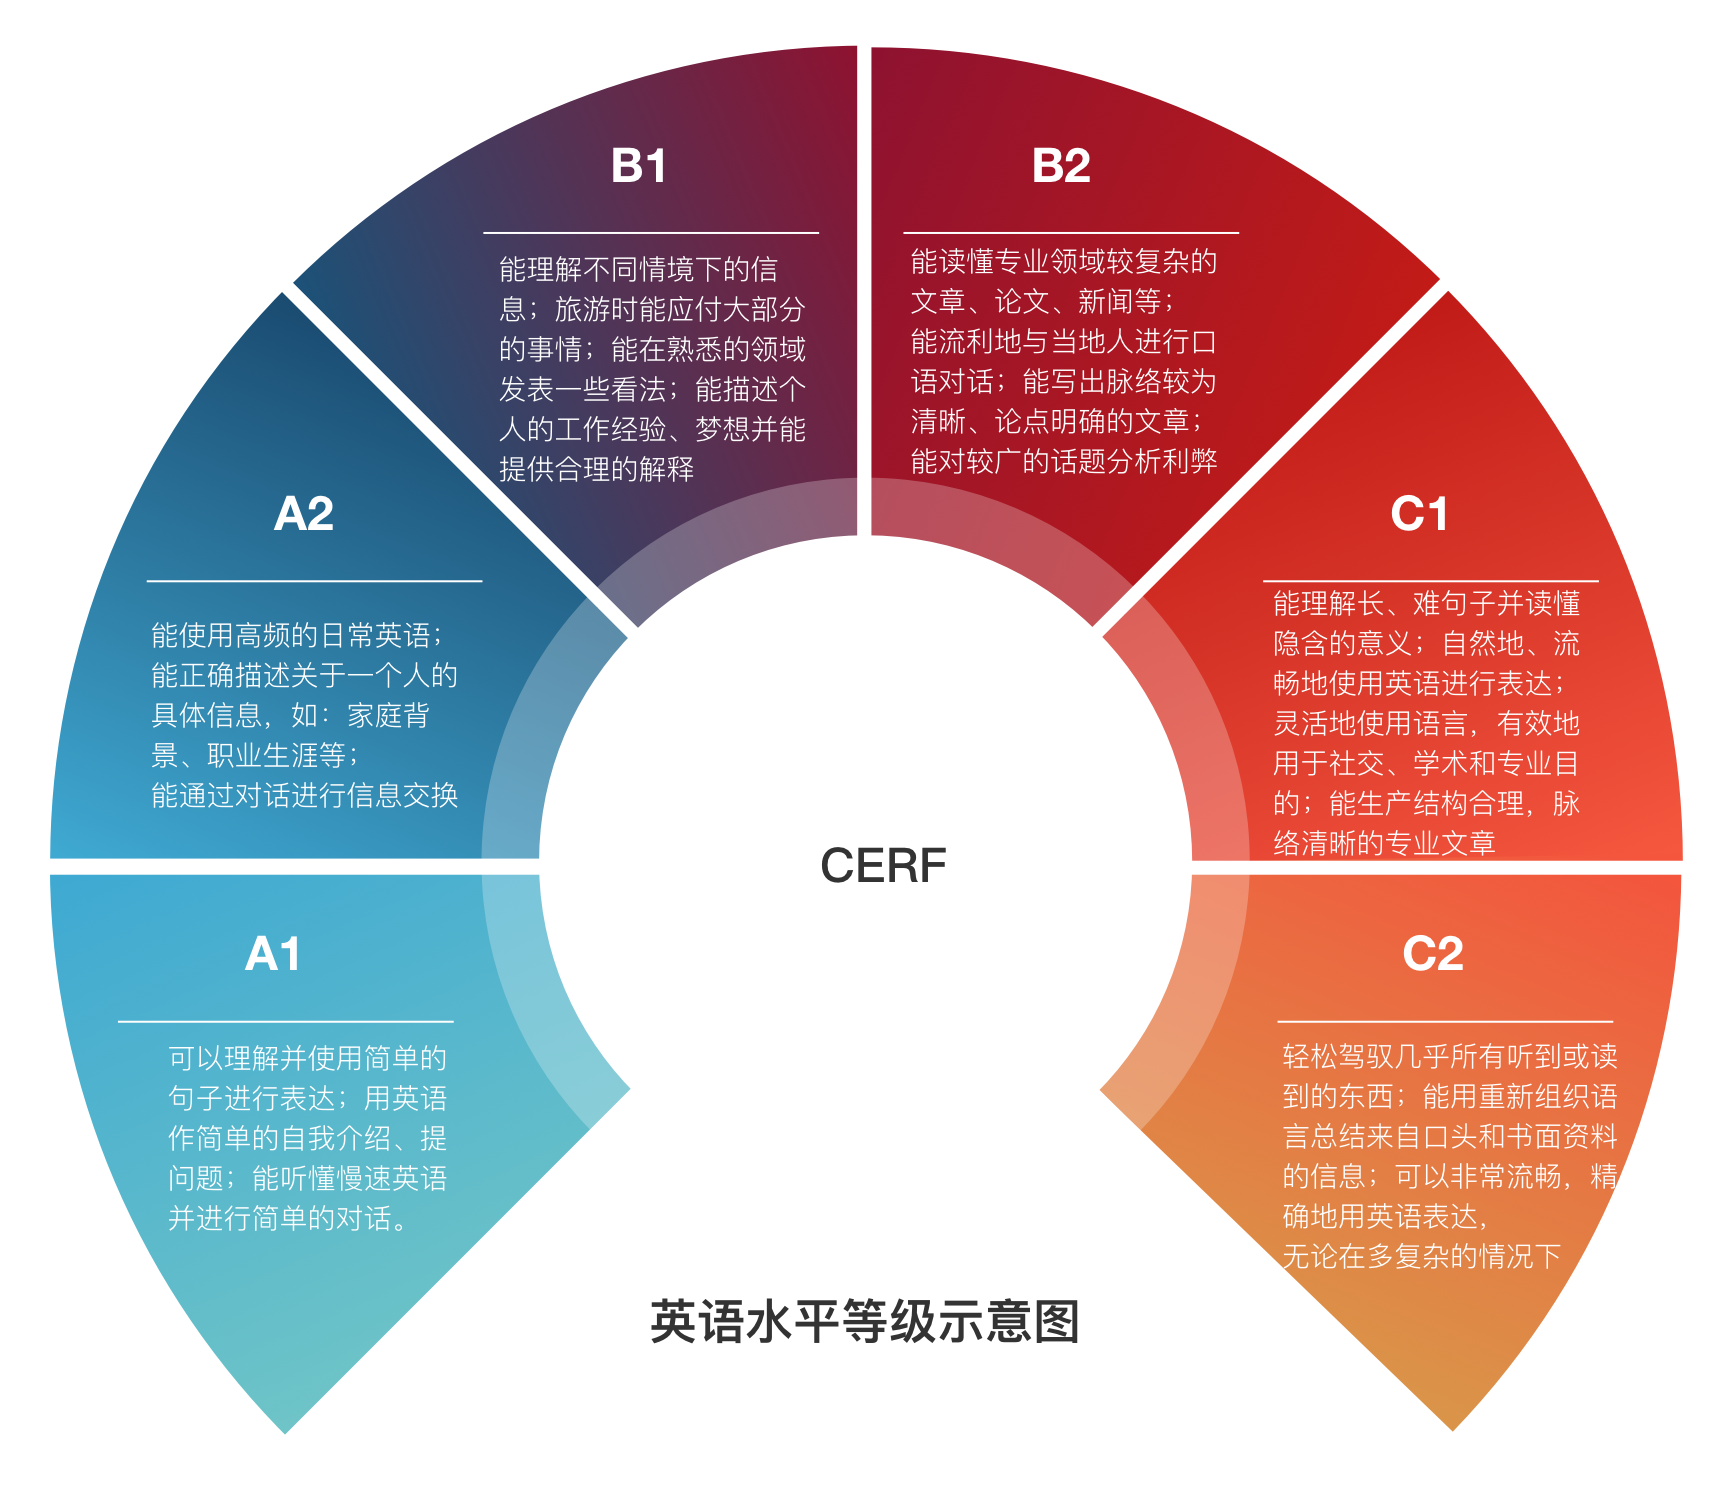 B1
能理解不同情境下的信
息；旅游时能应付大部分
的事情；能在熟悉的领域
发表一些看法；能描述个
人的工作经验、梦想并能
提供合理的解释
B2
能读懂专业领域较复杂的
文章、论文、新闻等；
能流利地与当地人进行口
语对话；能写出脉络较为
清晰、论点明确的文章；
能对较广的话题分析利弊
A2
能使用高频的日常英语；
能正确描述关于一个人的
具体信息，如：家庭背
景、职业生涯等；
能通过对话进行信息交换
C1
能理解长、难句子并读懂
隐含的意义；自然地、流
畅地使用英语进行表达；
灵活地使用语言，有效地
用于社交、学术和专业目
的；能生产结构合理，脉
络清晰的专业文章
CERF
A1
可以理解并使用简单的
句子进行表达；用英语
作简单的自我介绍、提
问题；能听懂慢速英语
并进行简单的对话。
C2
轻松驾驭几乎所有听到或读
到的东西；能用重新组织语
言总结来自口头和书面资料
的信息；可以非常流畅，精
确地用英语表达，
无论在多复杂的情况下
英语水平等级示意图